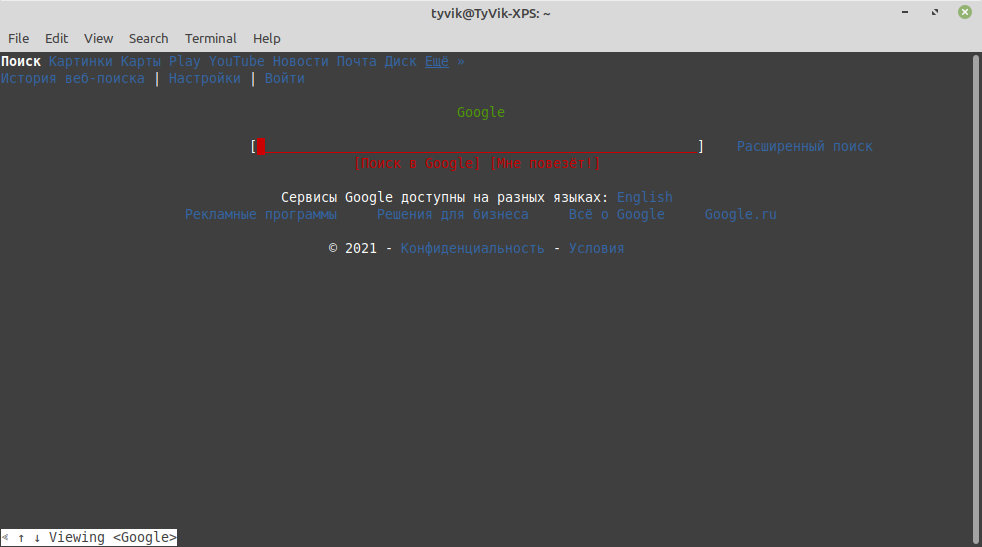 tyvik@TyVik-XPS: ~
File Edit View Search Terminal Help
Поиск Картинки Карты Play YouTube Новости Почта Диск Ещё »
История веб-поиска | Настройки | Войти
Google
[ ] Расширенный поиск
[Поиск в Google] [Мне повезёт!]
Сервисы Google доступны на разных языках: English
Рекламные программы Решения для бизнеса Всё о Google Google.ru
© 2021 - Конфиденциальность - Условия
≪ ↑ ↓ Viewing <Google>